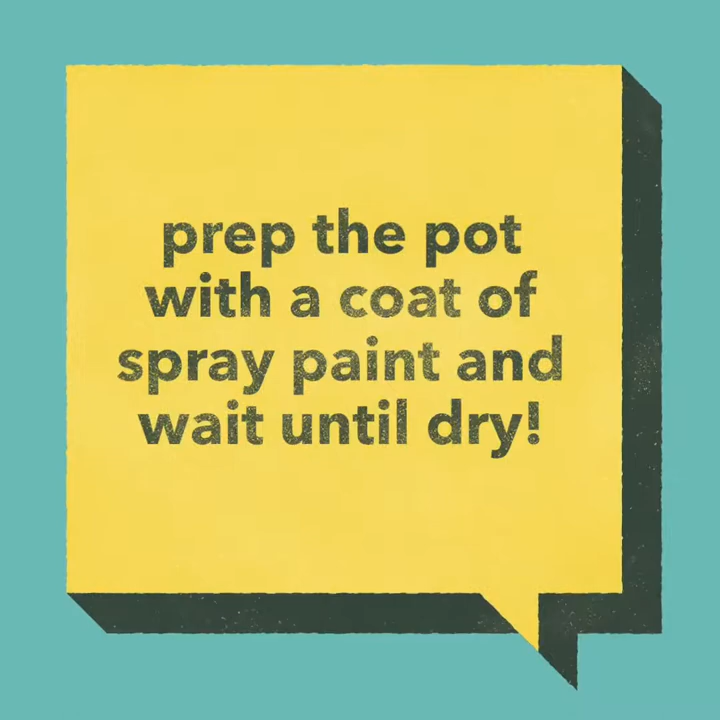 prep the pot
with a coat of
spray paint and
wait until dry!